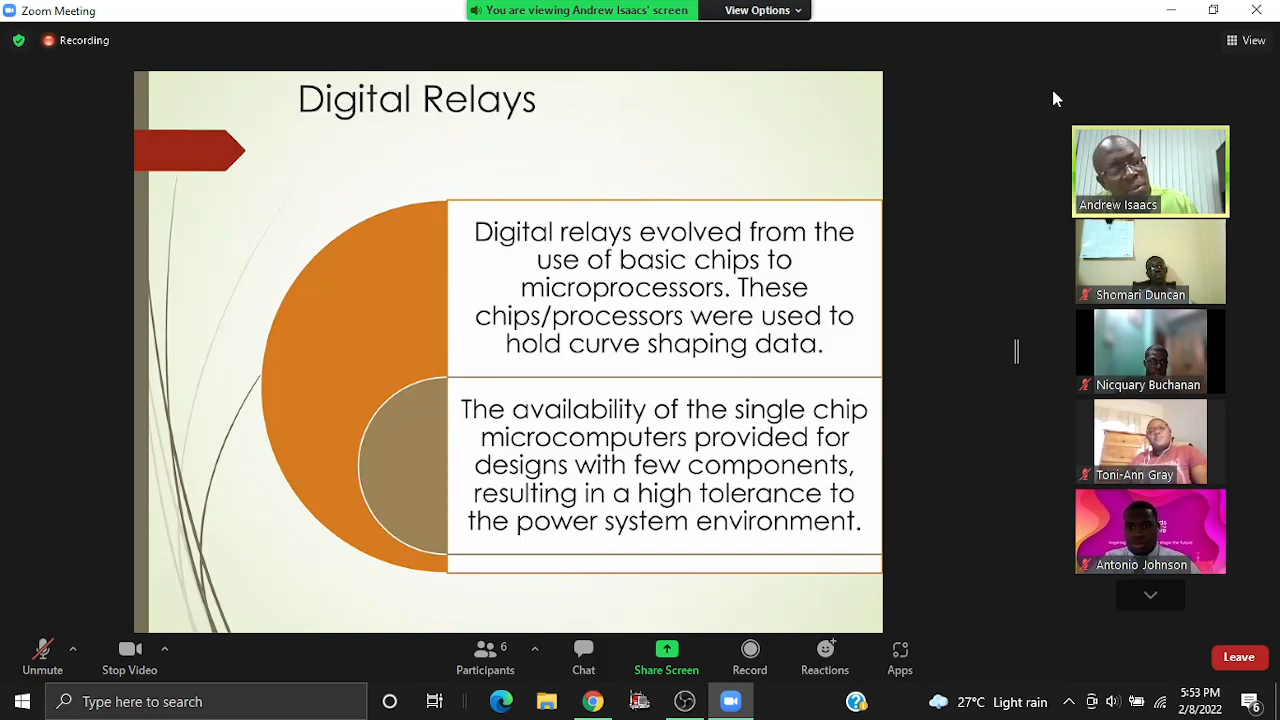 Zoom Meeting
You are viewing Andrew Isaacs' screen
View Options
Recording
View
Digital Relays
Digital relays evolved from the
use of basic chips to
microprocessors. These
chips/processors were used to
hold curve shaping data.
The availability of the single chip
microcomputers provided for
designs with few components,
resulting in a high tolerance to
the power system environment.
Andrew Isaacs
Shomari Duncan
Nicquary Buchanan
Toni-Ann Gray
Antonio Johnson
Unmute
Stop Video
6
Participants
Chat
Share Screen
Record
Reactions
Apps
Leave
Type here to search
27°C Light rain
5:53 PM
2/8/2022
6